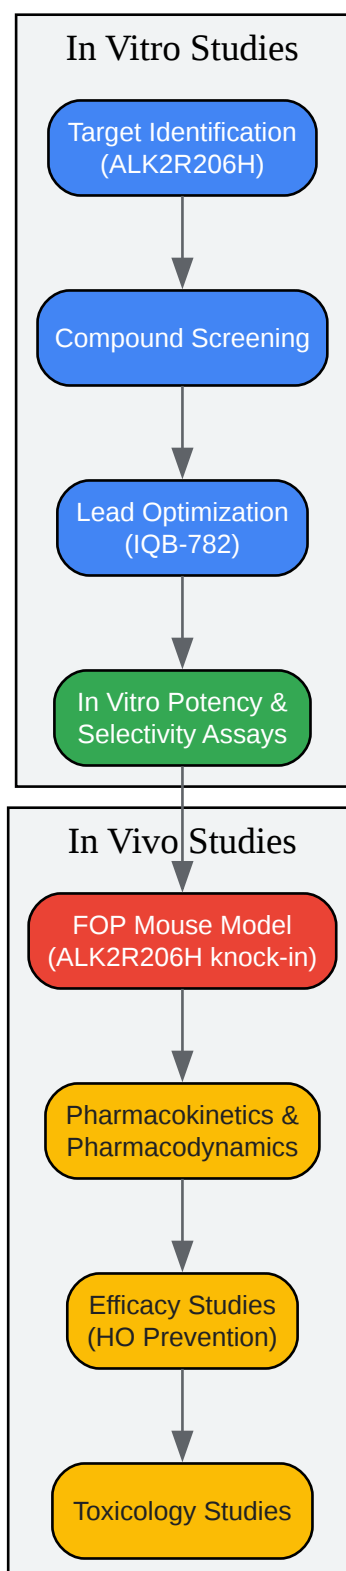 In Vitro Studies
Target Identification
(ALK2R206H)
Compound Screening
Lead Optimization
(IQB-782)
In Vitro Potency &
Selectivity Assays
In Vivo Studies
FOP Mouse Model
(ALK2R206H knock-in)
Pharmacokinetics &
Pharmacodynamics
Efficacy Studies
(HO Prevention)
Toxicology Studies